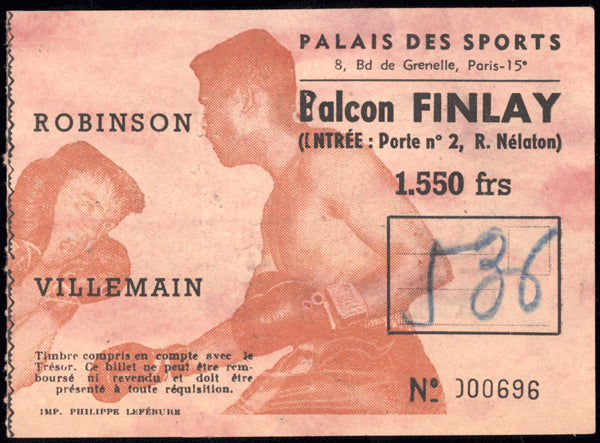 PALAIS DES SPORTS
8, Bd de Grenelle, Paris-15e
Balcon FINLAY
(ENTRÉE : Porte n° 2, R. Nélaton)
1.550 frs
ROBINSON
VILLEMAIN
536
Timbre compris en compte avec le
Trésor. Ce billet ne peut être rem-
boursé ni revendu et doit être
présenté à toute réquisition.
IMP. PHILIPPE LEFÉBURE
N° 000696